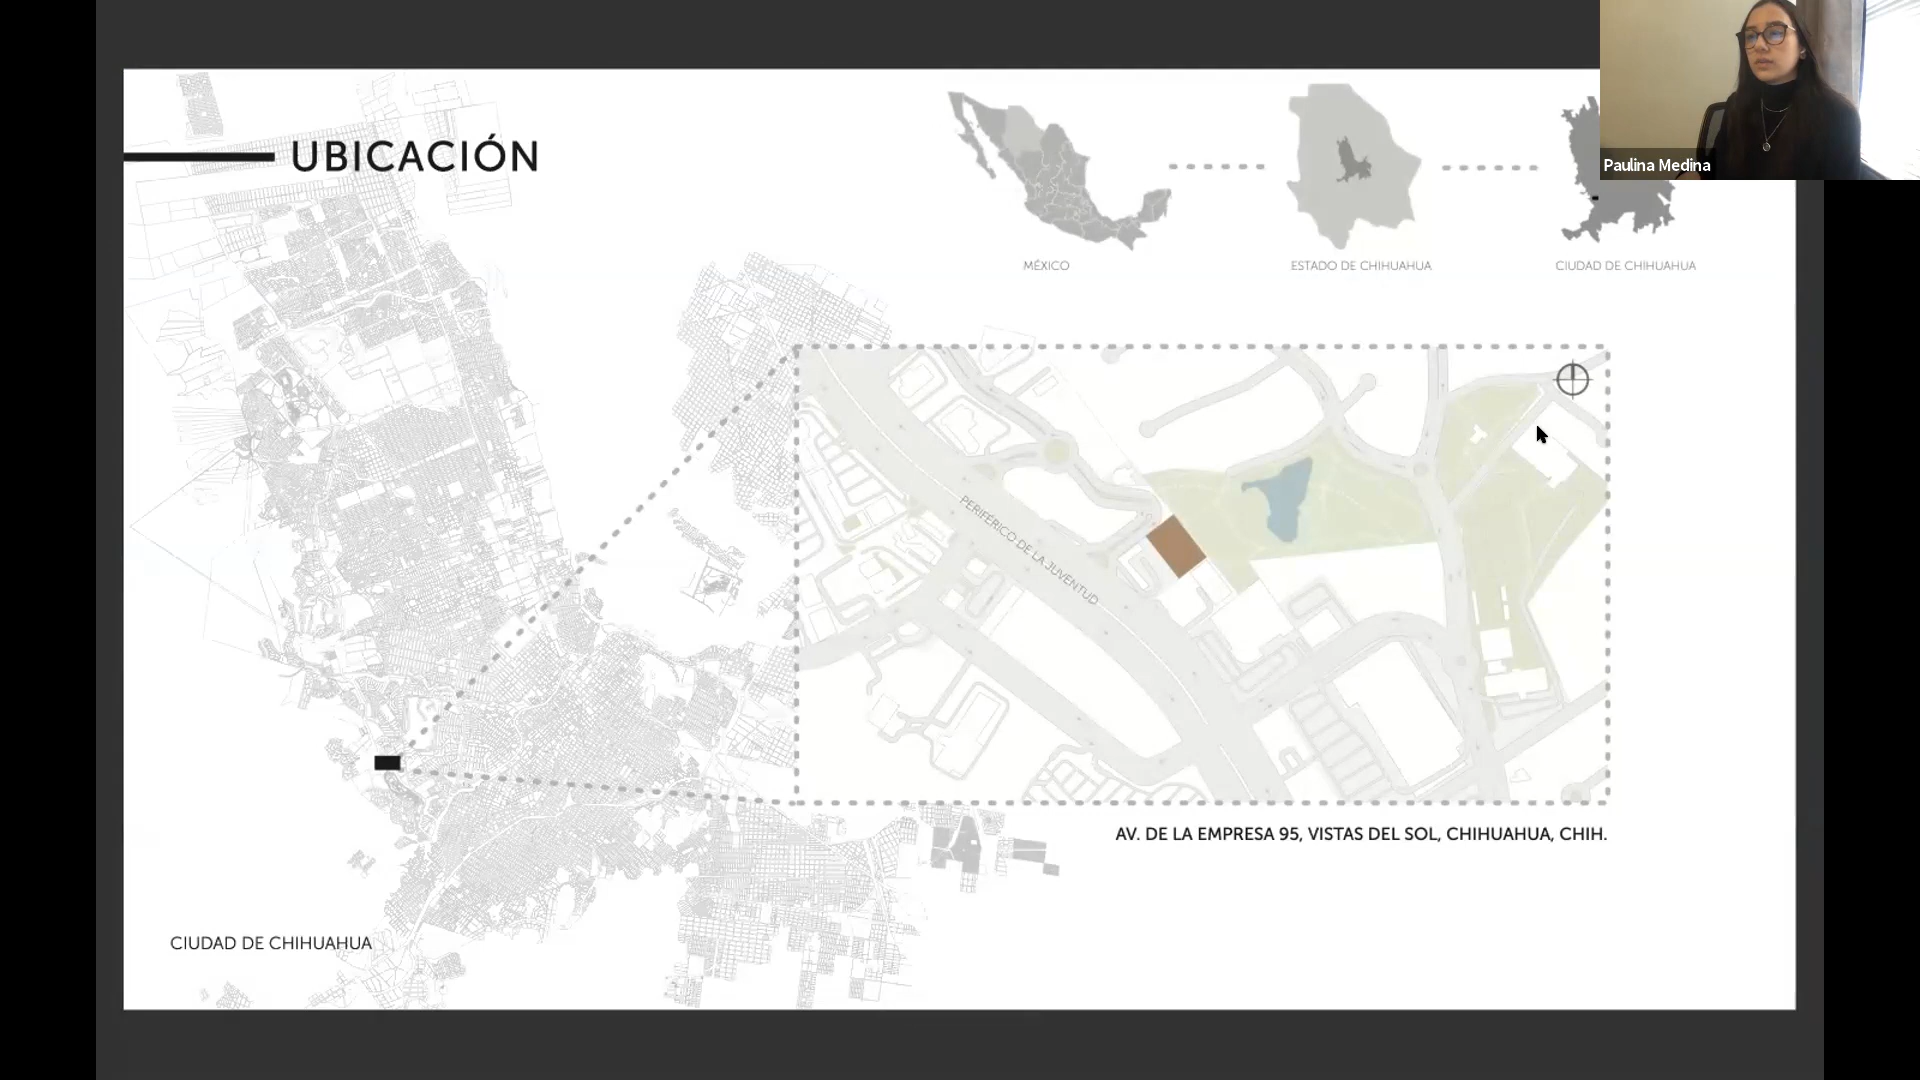 UBICACIÓN
Paulina Medina
MÉXICO
ESTADO DE CHIHUAHUA
CIUDAD DE CHIHUAHUA
PERIFÉRICO DE LA JUVENTUD
AV. DE LA EMPRESA 95, VISTAS DEL SOL, CHIHUAHUA, CHIH.
CIUDAD DE CHIHUAHUA